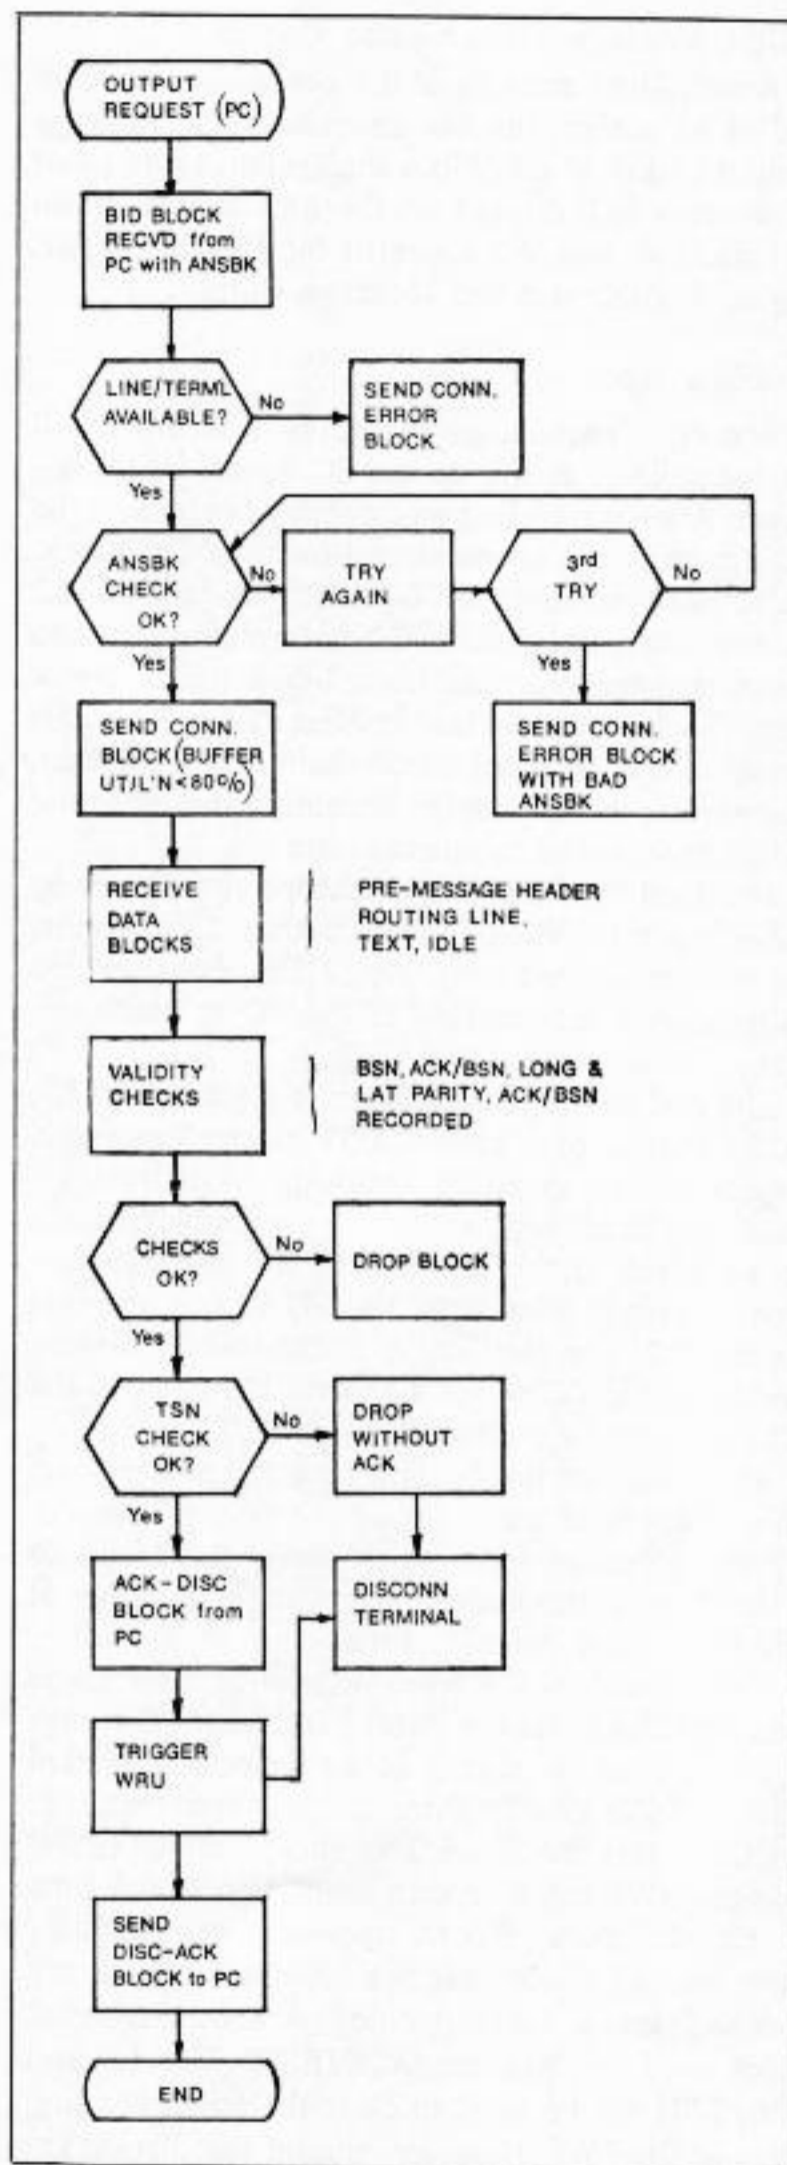 OUTPUT
REQUEST (PC)
BID BLOCK
RECVD from
PC with ANSBK
LINE/TERML
AVAILABLE?
No
SEND CONN.
ERROR
BLOCK
Yes
ANSBK
CHECK
OK?
No
TRY
AGAIN
3rd
TRY
No
Yes
Yes
SEND CONN.
BLOCK (BUFFER
UTIL'N <80%)
SEND CONN.
ERROR BLOCK
WITH BAD
ANSBK
RECEIVE
DATA
BLOCKS
PRE-MESSAGE HEADER
ROUTING LINE,
TEXT, IDLE
VALIDITY
CHECKS
BSN, ACK/BSN, LONG &
LAT PARITY, ACK/BSN
RECORDED
CHECKS
OK?
No
DROP BLOCK
Yes
TSN
CHECK
OK?
No
DROP
WITHOUT
ACK
Yes
ACK-DISC
BLOCK from
PC
DISCONN
TERMINAL
TRIGGER
WRU
SEND
DISC-ACK
BLOCK to PC
END